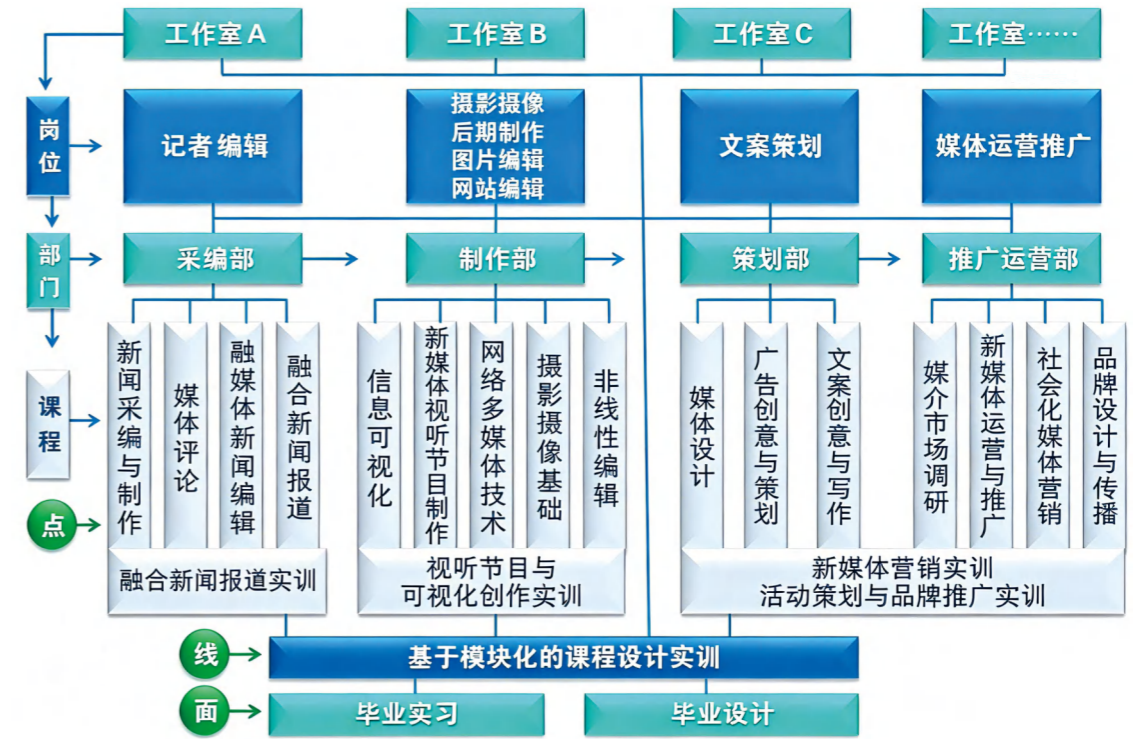 工作室 A
工作室 B
工作室 C
工作室……
岗位
记者编辑
摄影摄像
后期制作
图片编辑
网站编辑
文案策划
媒体运营推广
部门
采编部
制作部
策划部
推广运营部
课程
新闻采编与制作
媒体评论
融媒体新闻编辑
融合新闻报道
信息可视化
新媒体视听节目制作
网络多媒体技术
摄影摄像基础
非线性编辑
媒体设计
广告创意与策划
文案创意与写作
媒介市场调研
新媒体运营与推广
社会化媒体营销
品牌设计与传播
点
融合新闻报道实训
视听节目与
可视化创作实训
新媒体营销实训
活动策划与品牌推广实训
线
基于模块化的课程设计实训
面
毕业实习
毕业设计